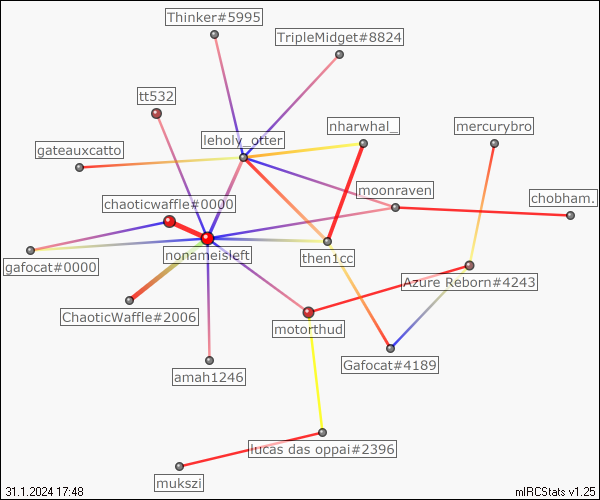 Thinker#5995
TripleMidget#8824
tt532
nharwhal_
mercurybro
leholy_otter
gateauxcatto
moonraven
chobham.
chaoticwaffle#0000
nonameisleft
then1cc
gafocat#0000
Azure Reborn#4243
ChaoticWaffle#2006
motorthud
Gafocat#4189
amah1246
lucas das oppai#2396
mukszi
31.1.2024 17:48
mIRCStats v1.25